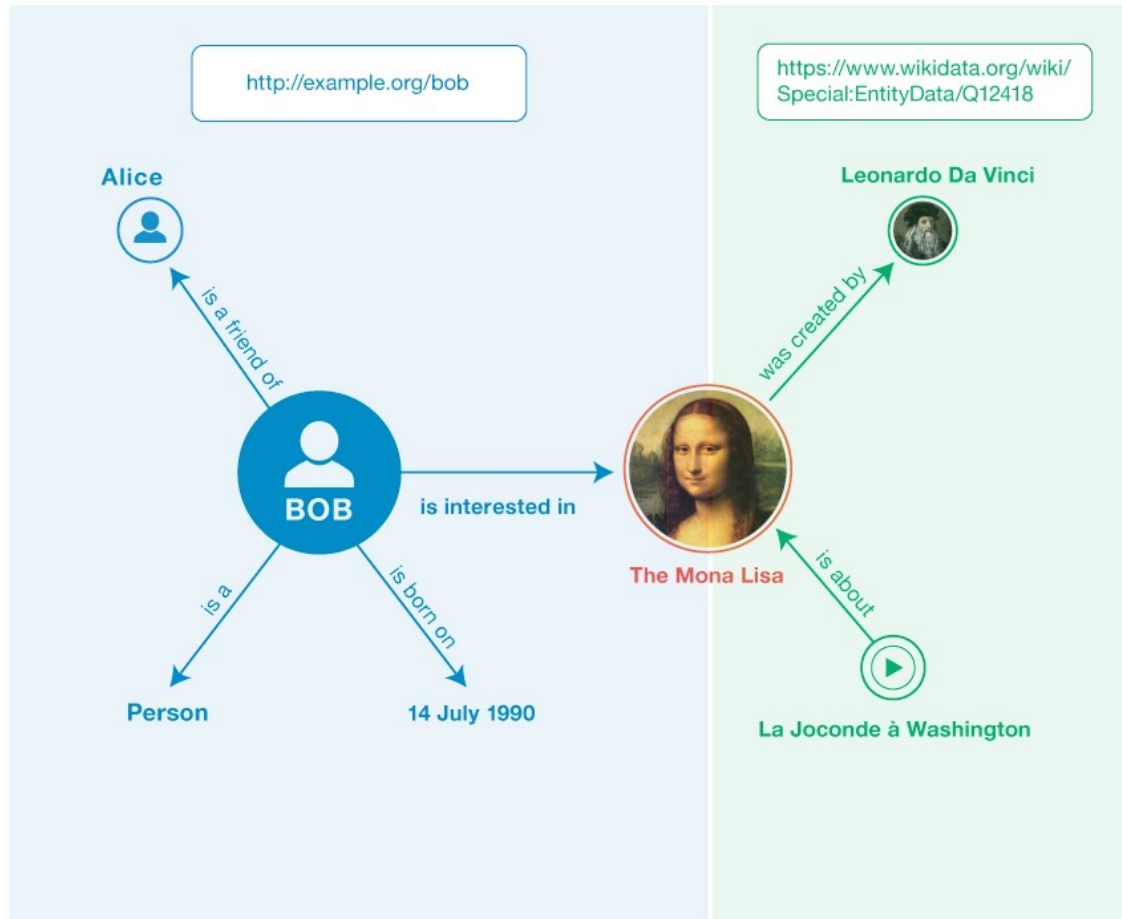 http://example.org/bob
https://www.wikidata.org/wiki/
Special:EntityData/Q12418
Alice
Leonardo Da Vinci
is a friend of
was created by
BOB
is interested in
The Mona Lisa
is a
is born on
is about
Person
14 July 1990
La Joconde à Washington